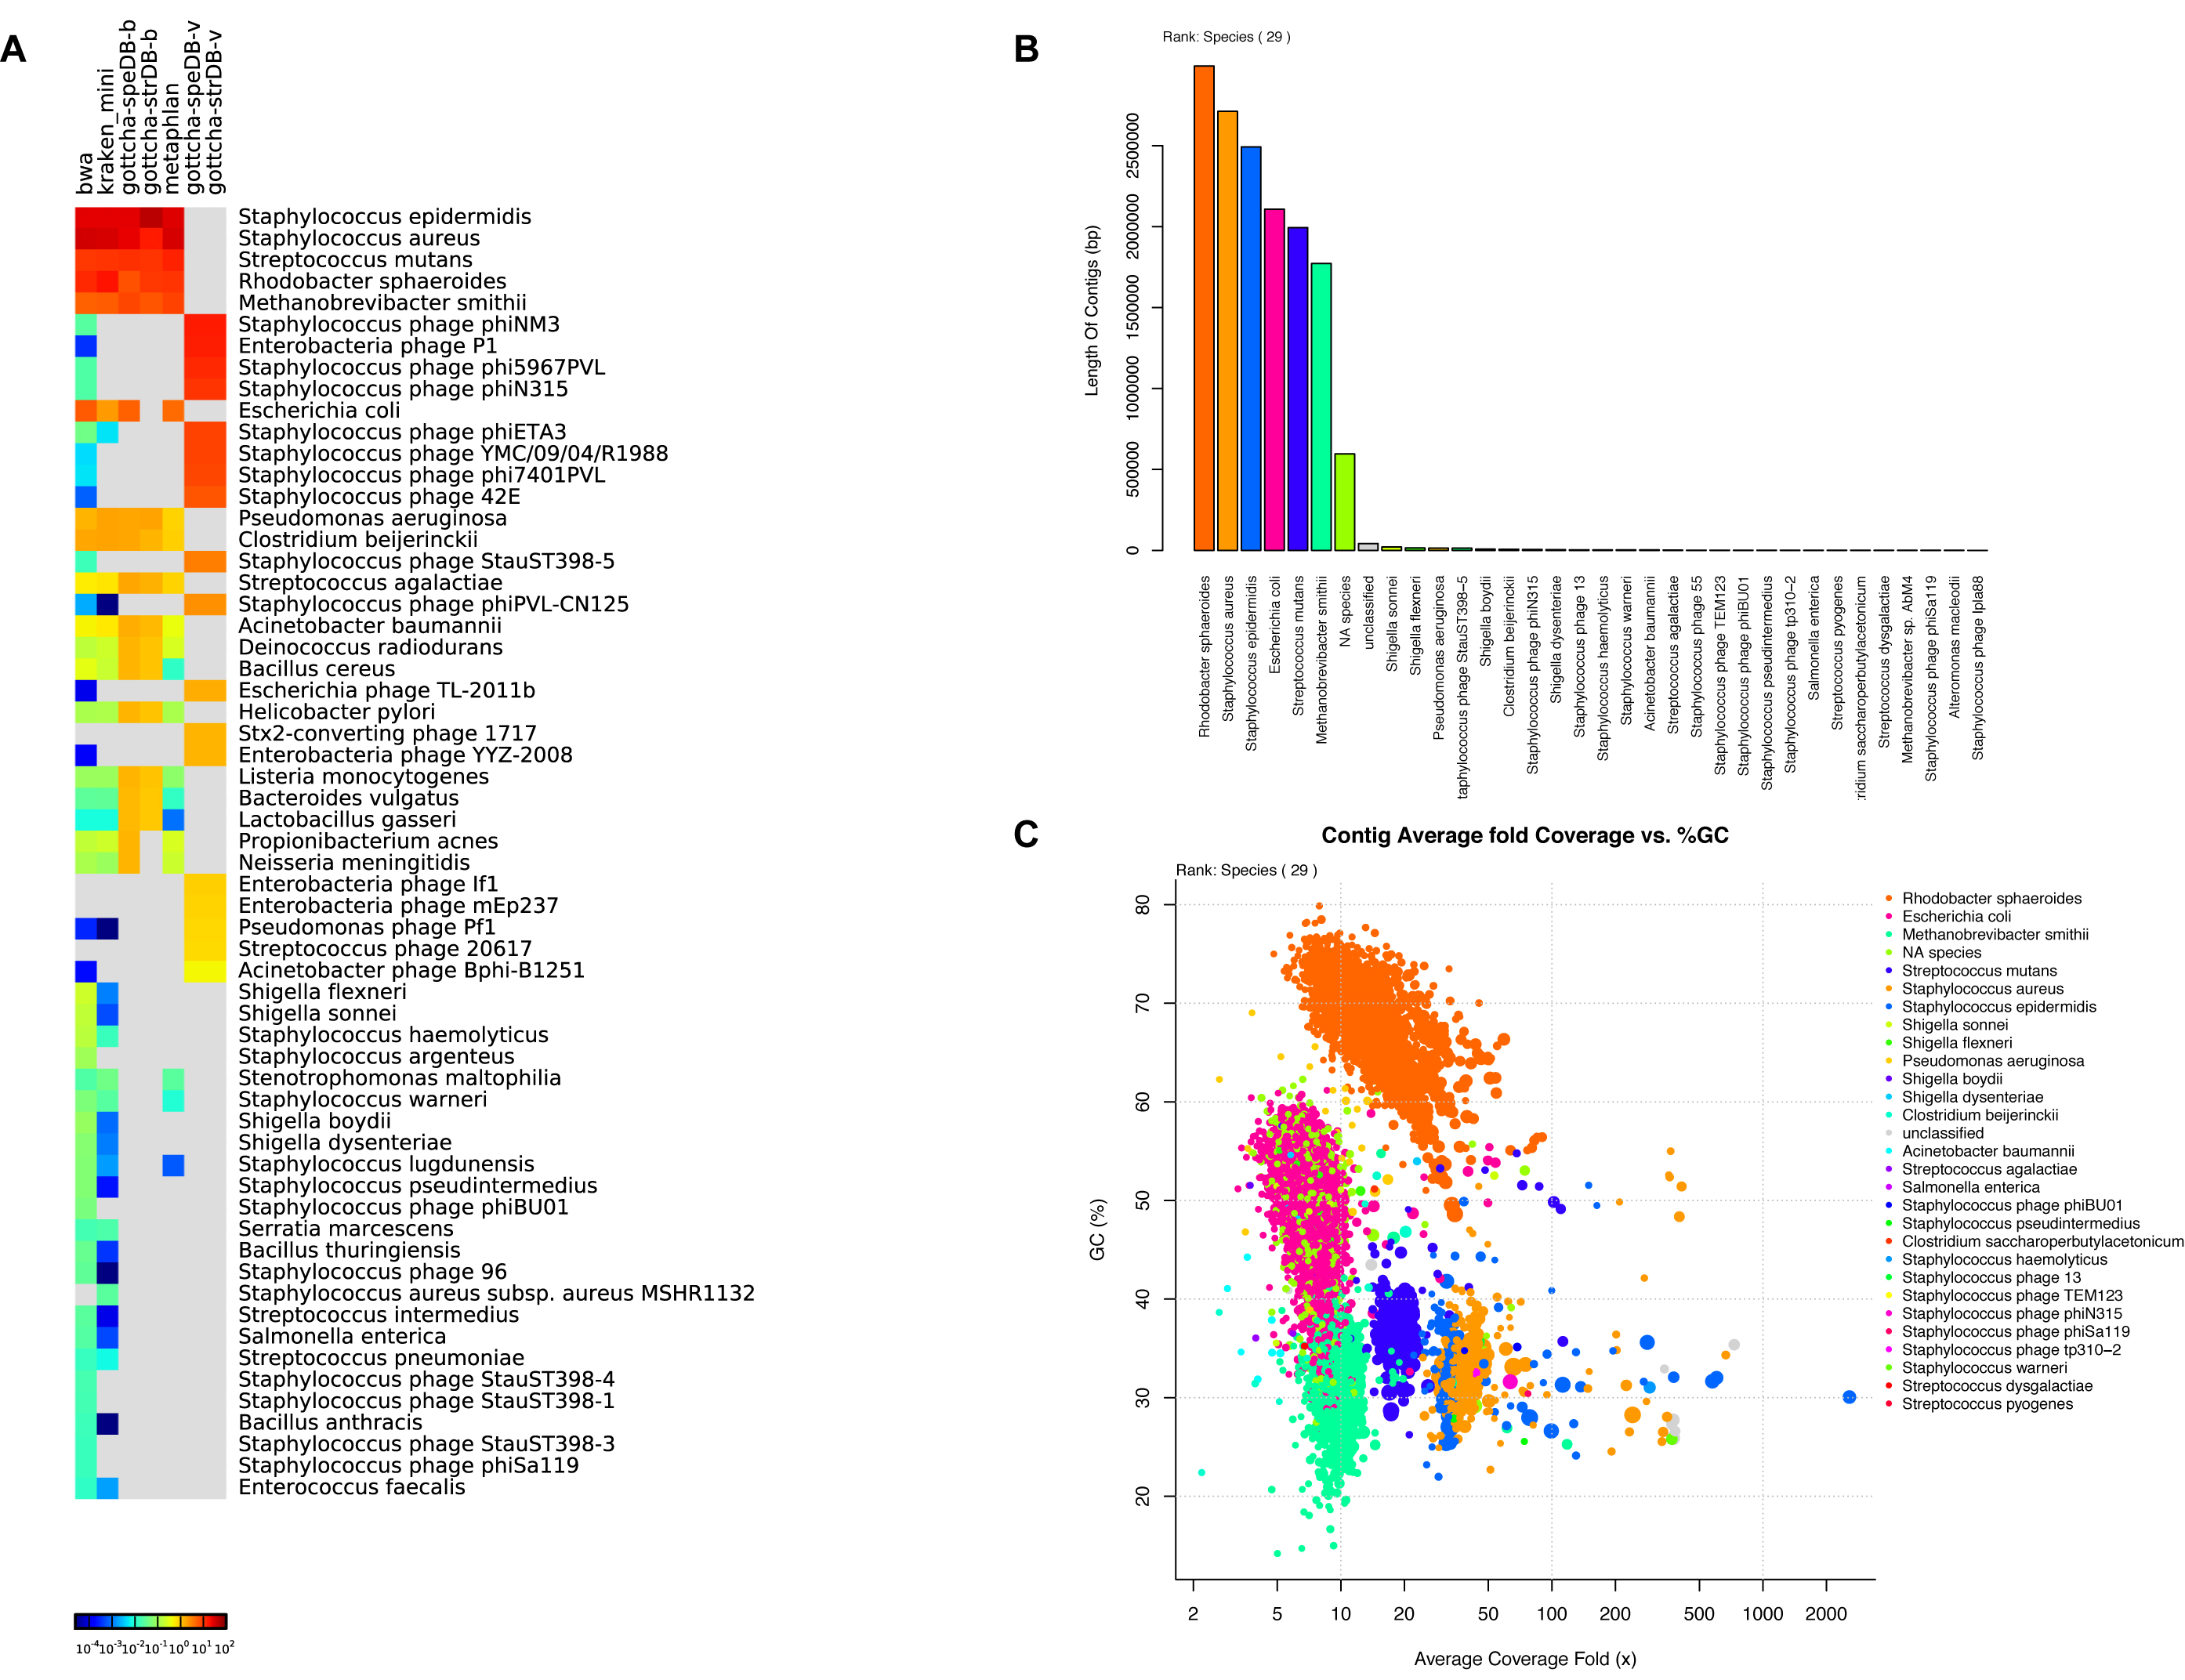 A
bwa
kraken_mini
gottcha-speDB-b
gottcha-strDB-b
metaphlan
gottcha-speDB-v
gottcha-strDB-v
Staphylococcus epidermidis
Staphylococcus aureus
Streptococcus mutans
Rhodobacter sphaeroides
Methanobrevibacter smithii
Staphylococcus phage phiNM3
Enterobacteria phage P1
Staphylococcus phage phi5967PVL
Staphylococcus phage phiN315
Escherichia coli
Staphylococcus phage phiETA3
Staphylococcus phage YMC/09/04/R1988
Staphylococcus phage phi7401PVL
Staphylococcus phage 42E
Pseudomonas aeruginosa
Clostridium beijerinckii
Staphylococcus phage StauST398-5
Streptococcus agalactiae
Staphylococcus phage phiPVL-CN125
Acinetobacter baumannii
Deinococcus radiodurans
Bacillus cereus
Escherichia phage TL-2011b
Helicobacter pylori
Stx2-converting phage 1717
Enterobacteria phage YYZ-2008
Listeria monocytogenes
Bacteroides vulgatus
Lactobacillus gasseri
Propionibacterium acnes
Neisseria meningitidis
Enterobacteria phage If1
Enterobacteria phage mEp237
Pseudomonas phage Pf1
Streptococcus phage 20617
Acinetobacter phage Bphi-B1251
Shigella flexneri
Shigella sonnei
Staphylococcus haemolyticus
Staphylococcus argenteus
Stenotrophomonas maltophilia
Staphylococcus warneri
Shigella boydii
Shigella dysenteriae
Staphylococcus lugdunensis
Staphylococcus pseudintermedius
Staphylococcus phage phiBU01
Serratia marcescens
Bacillus thuringiensis
Staphylococcus phage 96
Staphylococcus aureus subsp. aureus MSHR1132
Streptococcus intermedius
Salmonella enterica
Streptococcus pneumoniae
Staphylococcus phage StauST398-4
Staphylococcus phage StauST398-1
Bacillus anthracis
Staphylococcus phage StauST398-3
Staphylococcus phage phiSa119
Enterococcus faecalis
10⁻⁴ 10⁻³ 10⁻² 10⁻¹ 10⁰ 10¹ 10²
B
Rank: Species ( 29 )
Length Of Contigs (bp)
2500000
2000000
1500000
1000000
500000
0
Rhodobacter sphaeroides
Staphylococcus aureus
Staphylococcus epidermidis
Escherichia coli
Streptococcus mutans
Methanobrevibacter smithii
NA species
unclassified
Shigella sonnei
Shigella flexneri
Pseudomonas aeruginosa
taphylococcus phage StauST398−5
Shigella boydii
Clostridium beijerinckii
Staphylococcus phage phiN315
Shigella dysenteriae
Staphylococcus phage 13
Staphylococcus haemolyticus
Staphylococcus warneri
Acinetobacter baumannii
Streptococcus agalactiae
Staphylococcus phage 55
Staphylococcus phage TEM123
Staphylococcus phage phiBU01
Staphylococcus pseudintermedius
Staphylococcus phage tp310−2
Salmonella enterica
Streptococcus pyogenes
tridium saccharoperbutylacetonicum
Streptococcus dysgalactiae
Methanobrevibacter sp. AbM4
Staphylococcus phage phiSa119
Alteromonas macleodii
Staphylococcus phage Ipla88
C
Contig Average fold Coverage vs. %GC
Rank: Species ( 29 )
GC (%)
80
70
60
50
40
30
20
2 5 10 20 50 100 200 500 1000 2000
Average Coverage Fold (x)
Rhodobacter sphaeroides
Escherichia coli
Methanobrevibacter smithii
NA species
Streptococcus mutans
Staphylococcus aureus
Staphylococcus epidermidis
Shigella sonnei
Shigella flexneri
Pseudomonas aeruginosa
Shigella boydii
Shigella dysenteriae
Clostridium beijerinckii
unclassified
Acinetobacter baumannii
Streptococcus agalactiae
Salmonella enterica
Staphylococcus phage phiBU01
Staphylococcus pseudintermedius
Clostridium saccharoperbutylacetonicum
Staphylococcus haemolyticus
Staphylococcus phage 13
Staphylococcus phage TEM123
Staphylococcus phage phiN315
Staphylococcus phage phiSa119
Staphylococcus phage tp310−2
Staphylococcus warneri
Streptococcus dysgalactiae
Streptococcus pyogenes